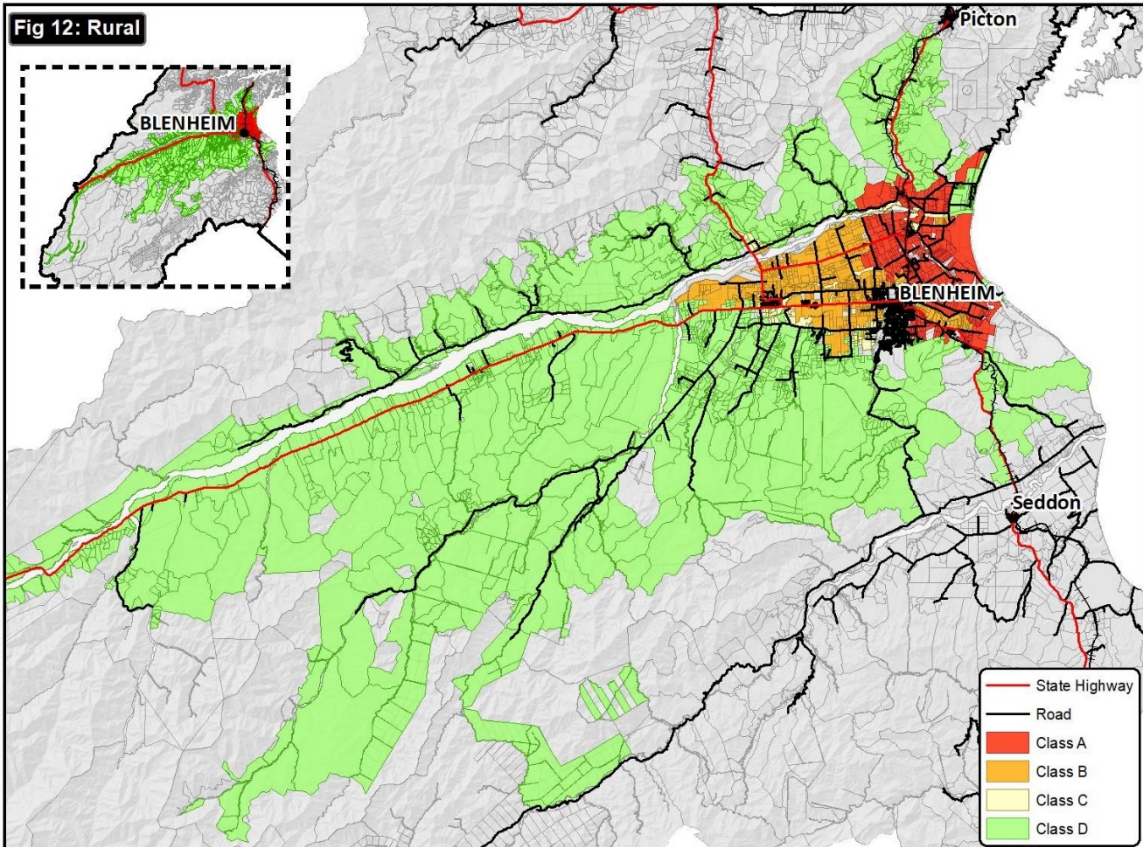 Fig 12: Rural
Picton
BLENHEIM
BLENHEIM
Seddon
State Highway
Road
Class A
Class B
Class C
Class D